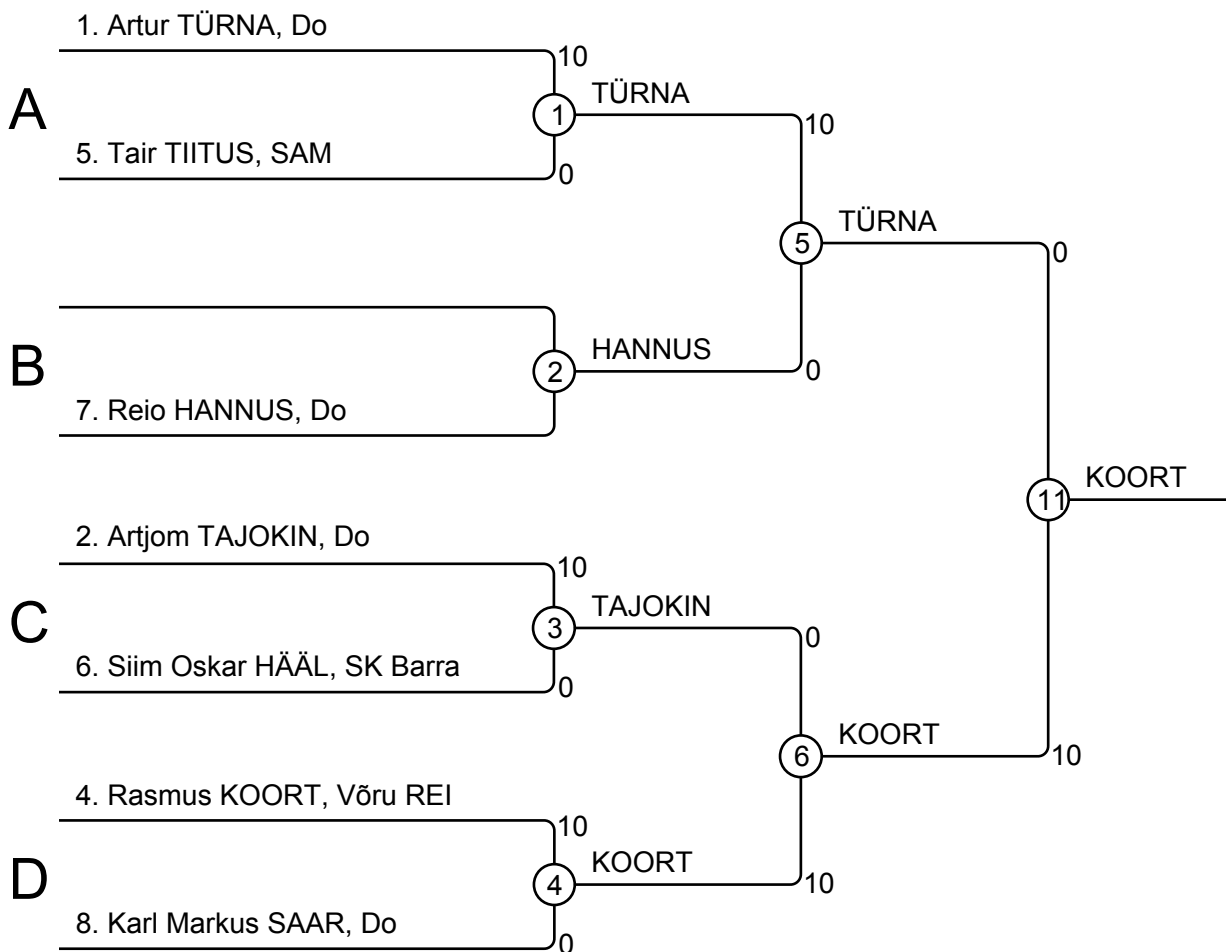 1. Artur TÜRNA, Do
10
A
1
TÜRNA
10
5. Tair TIITUS, SAM
0
5
TÜRNA
0
B
2
HANNUS
0
7. Reio HANNUS, Do
11
KOORT
2. Artjom TAJOKIN, Do
10
C
3
TAJOKIN
0
6. Siim Oskar HÄÄL, SK Barra
0
6
KOORT
10
4. Rasmus KOORT, Võru REI
10
D
4
KOORT
10
8. Karl Markus SAAR, Do
0